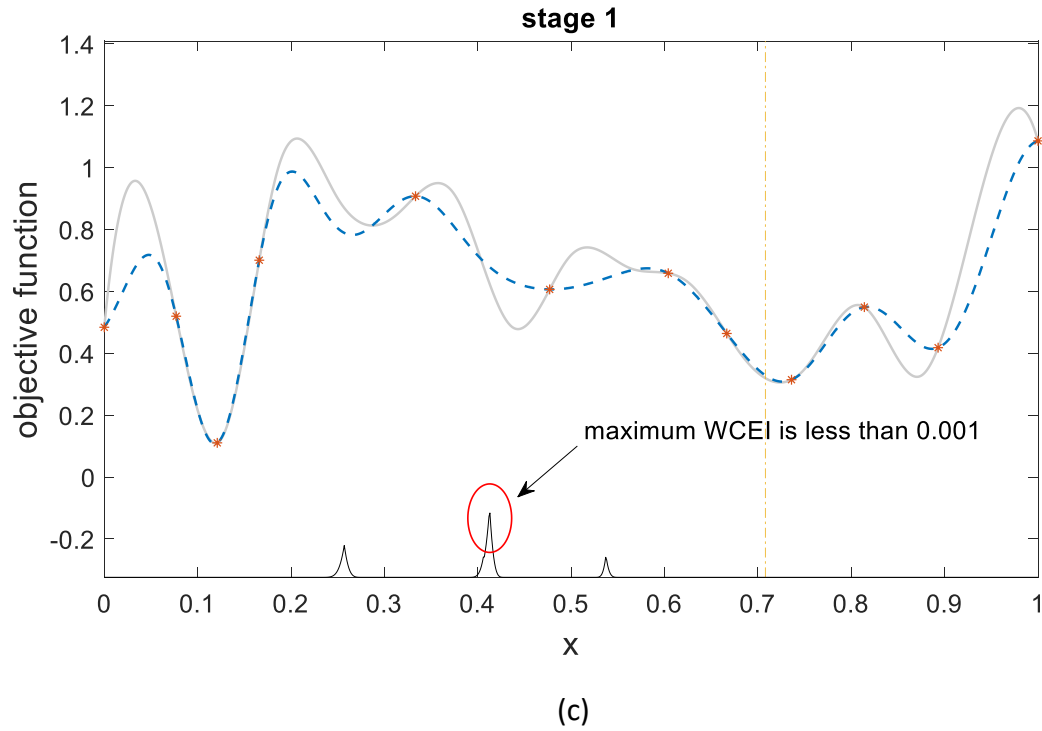 stage 1
1.4
1.2
1
0.8
0.6
0.4
0.2
0
-0.2
objective function
maximum WCEI is less than 0.001
0 0.1 0.2 0.3 0.4 0.5 0.6 0.7 0.8 0.9 1
x
(c)